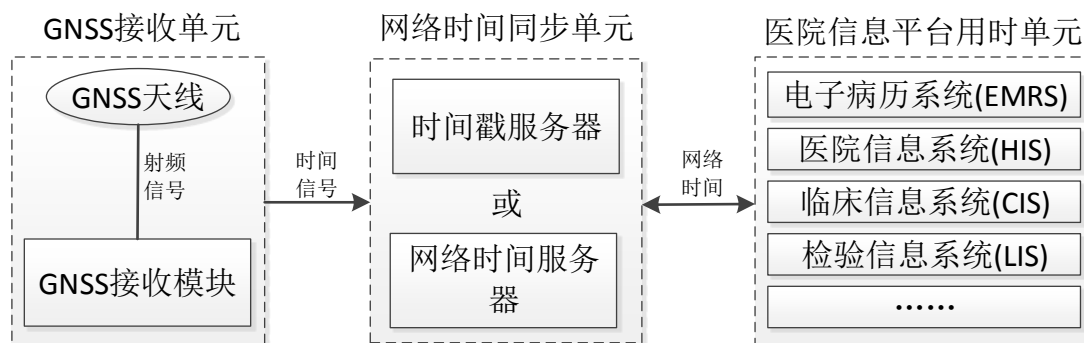 GNSS接收单元
GNSS天线
射频
信号
GNSS接收模块
时间
信号
网络时间同步单元
时间戳服务器
或
网络时间服务
器
网络
时间
医院信息平台用时单元
电子病历系统(EMRS)
医院信息系统(HIS)
临床信息系统(CIS)
检验信息系统(LIS)
……